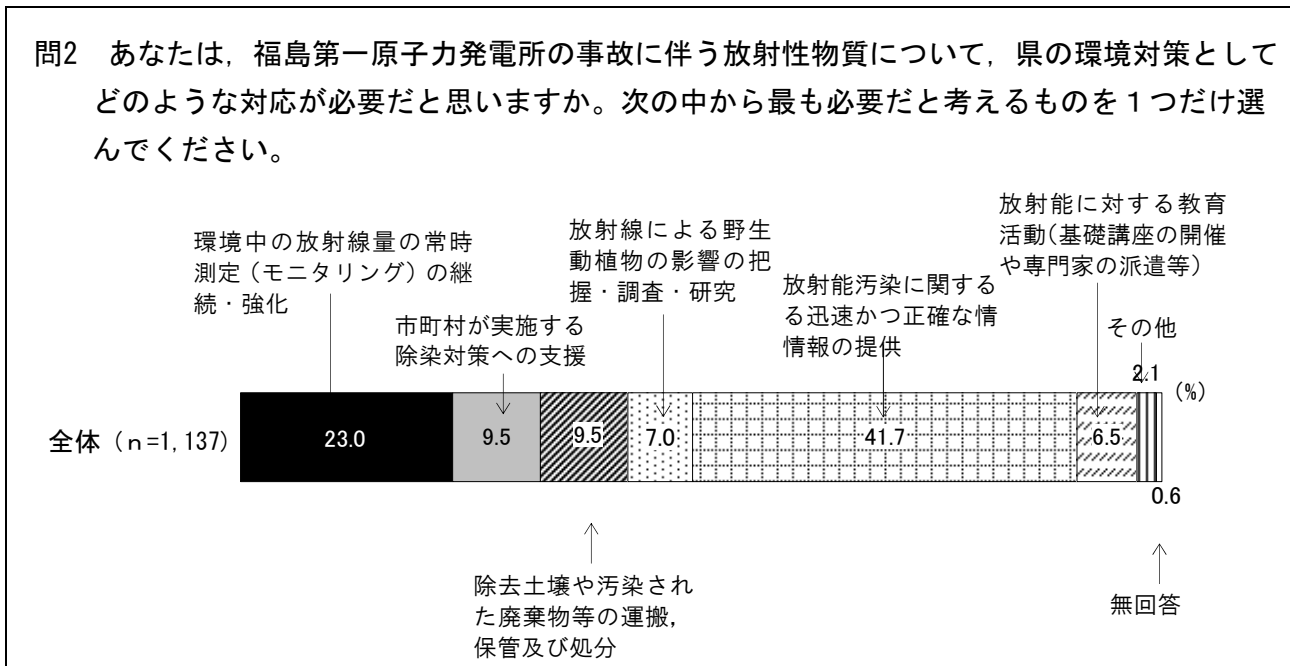 問2　あなたは，福島第一原子力発電所の事故に伴う放射性物質について，県の環境対策として
どのような対応が必要だと思いますか。次の中から最も必要だと考えるものを１つだけ選
んでください。
環境中の放射線量の常時
測定（モニタリング）の継
続・強化
市町村が実施する
除染対策への支援
放射線による野生
動植物の影響の把
握・調査・研究
放射能汚染に関する
る迅速かつ正確な情
情報の提供
放射能に対する教育
活動（基礎講座の開催
や専門家の派遣等）
その他
2.1
(%)
全体（ｎ=1,137）
23.0
9.5
9.5
7.0
41.7
6.5
0.6
除去土壌や汚染され
た廃棄物等の運搬，
保管及び処分
無回答